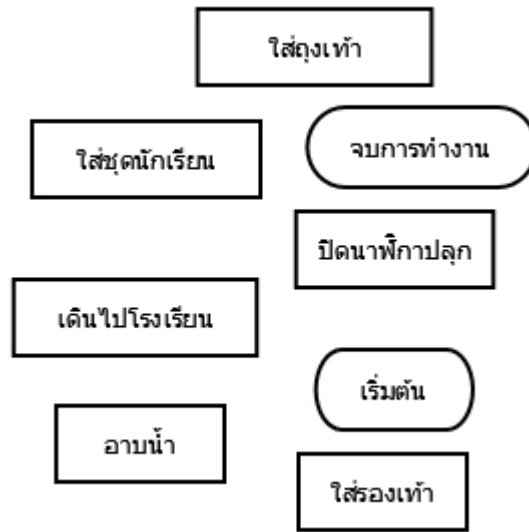 ใส่ถุงเท้า
จบการทำงาน
ใส่ชุดนักเรียน
ปิดนาฬิกาปลุก
เดินไปโรงเรียน
เริ่มต้น
อาบน้ำ
ใส่รองเท้า